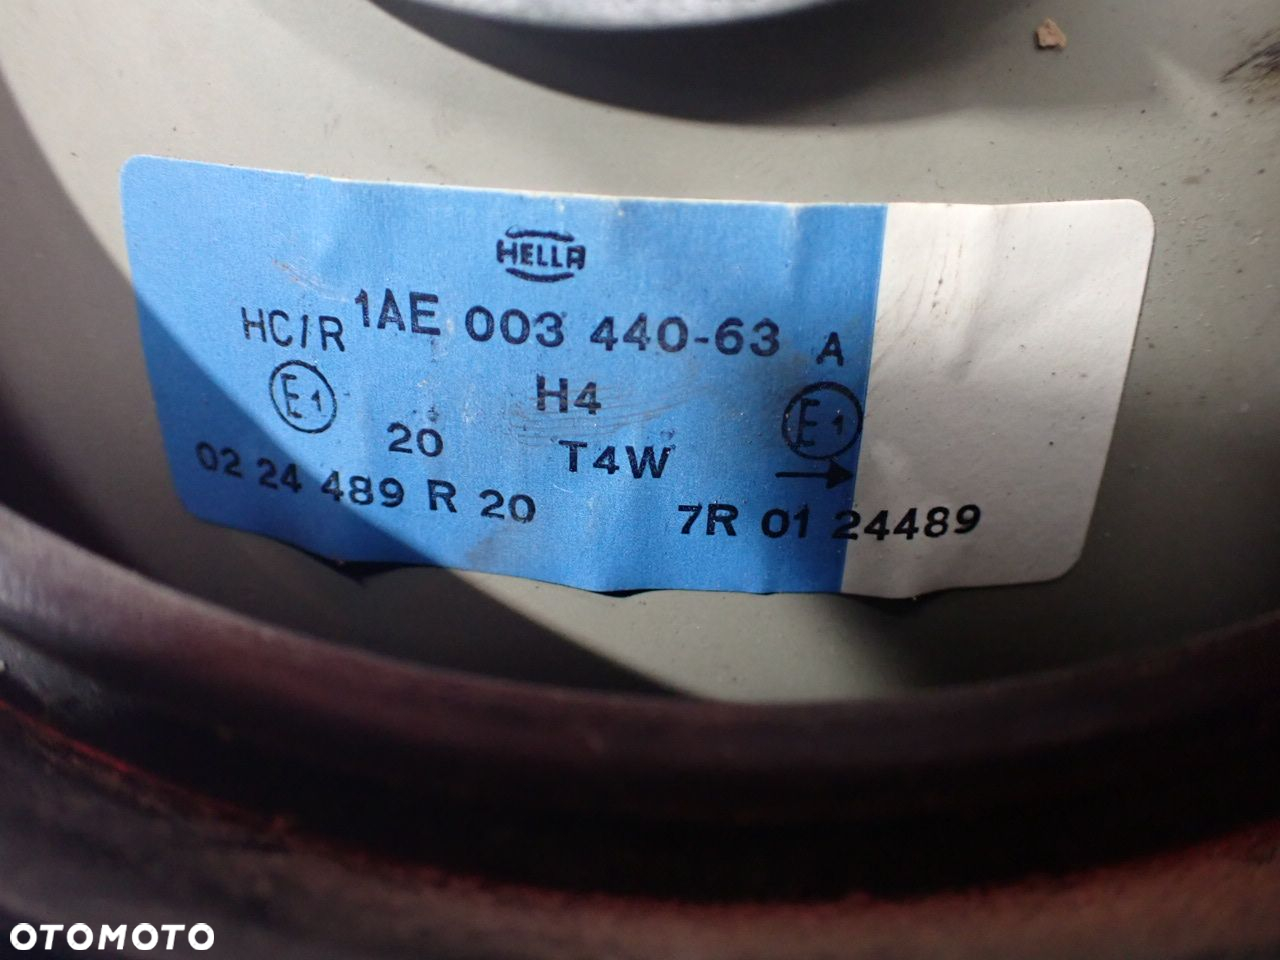 HELLA
1AE 003 440-63
HC/R
A
E1
H4
E1
20
T4W
02 24 489 R 20
7R 01 24489
OTOMOTO